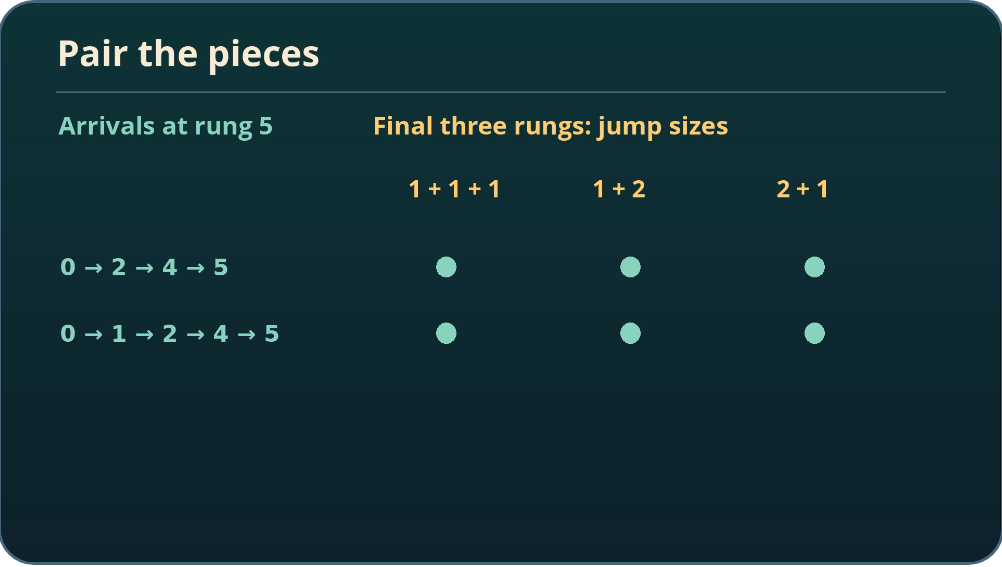 Pair the pieces
Arrivals at rung 5 Final three rungs: jump sizes
1 + 1 + 1 1 + 2 2 + 1
0 → 2 → 4 → 5
0 → 1 → 2 → 4 → 5